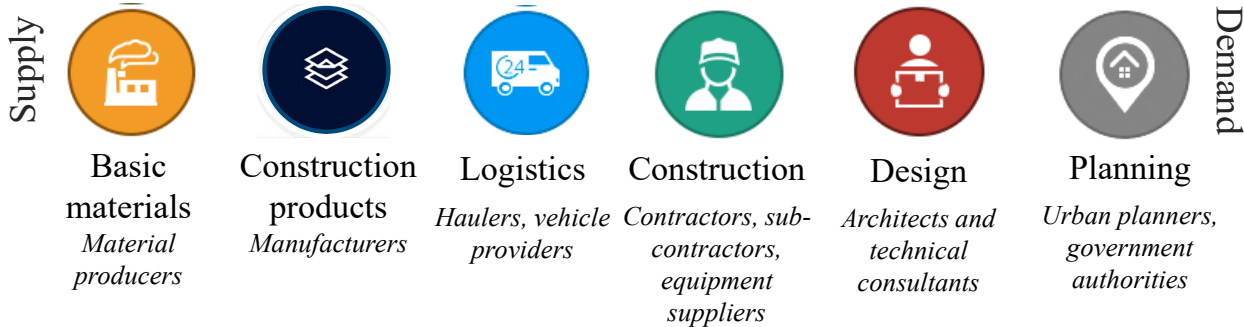 Supply
Demand
24
Basic
materials
Material
producers
Construction
products
Manufacturers
Logistics
Haulers, vehicle
providers
Construction
Contractors, sub-
contractors,
equipment
suppliers
Design
Architects and
technical
consultants
Planning
Urban planners,
government
authorities